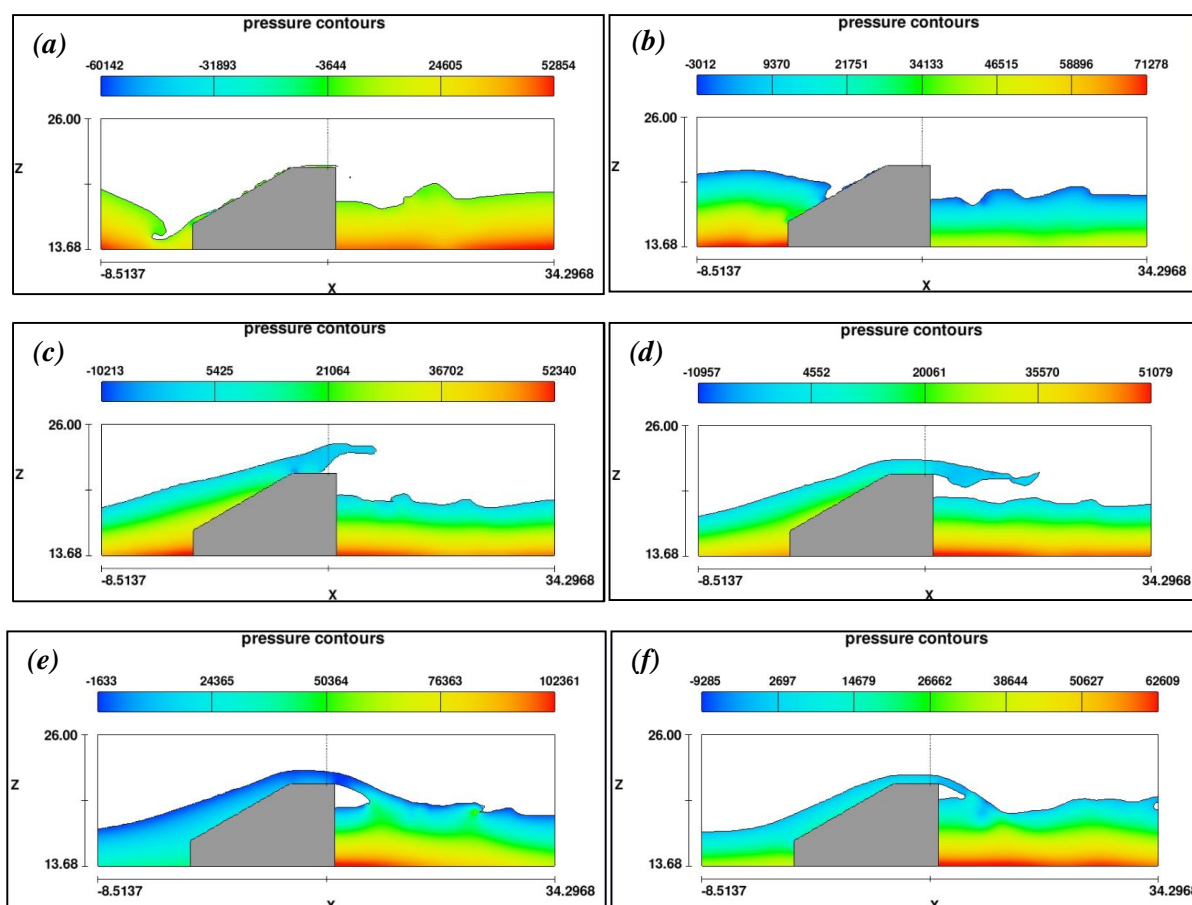 pressure contours
(a)
-60142 -31893 -3644 24605 52854
26.00
Z
13.68
-8.5137 34.2968
X
pressure contours
(b)
-3012 9370 21751 34133 46515 58896 71278
26.00
Z
13.68
-8.5137 34.2968
X
pressure contours
(c)
-10213 5425 21064 36702 52340
26.00
Z
13.68
-8.5137 34.2968
X
pressure contours
(d)
-10957 4552 20061 35570 51079
26.00
Z
13.68
-8.5137 34.2968
X
pressure contours
(e)
-1633 24365 50364 76363 102361
26.00
Z
13.68
-8.5137 34.2968
X
pressure contours
(f)
-9285 2697 14679 26662 38644 50627 62609
26.00
Z
13.68
-8.5137 34.2968
X